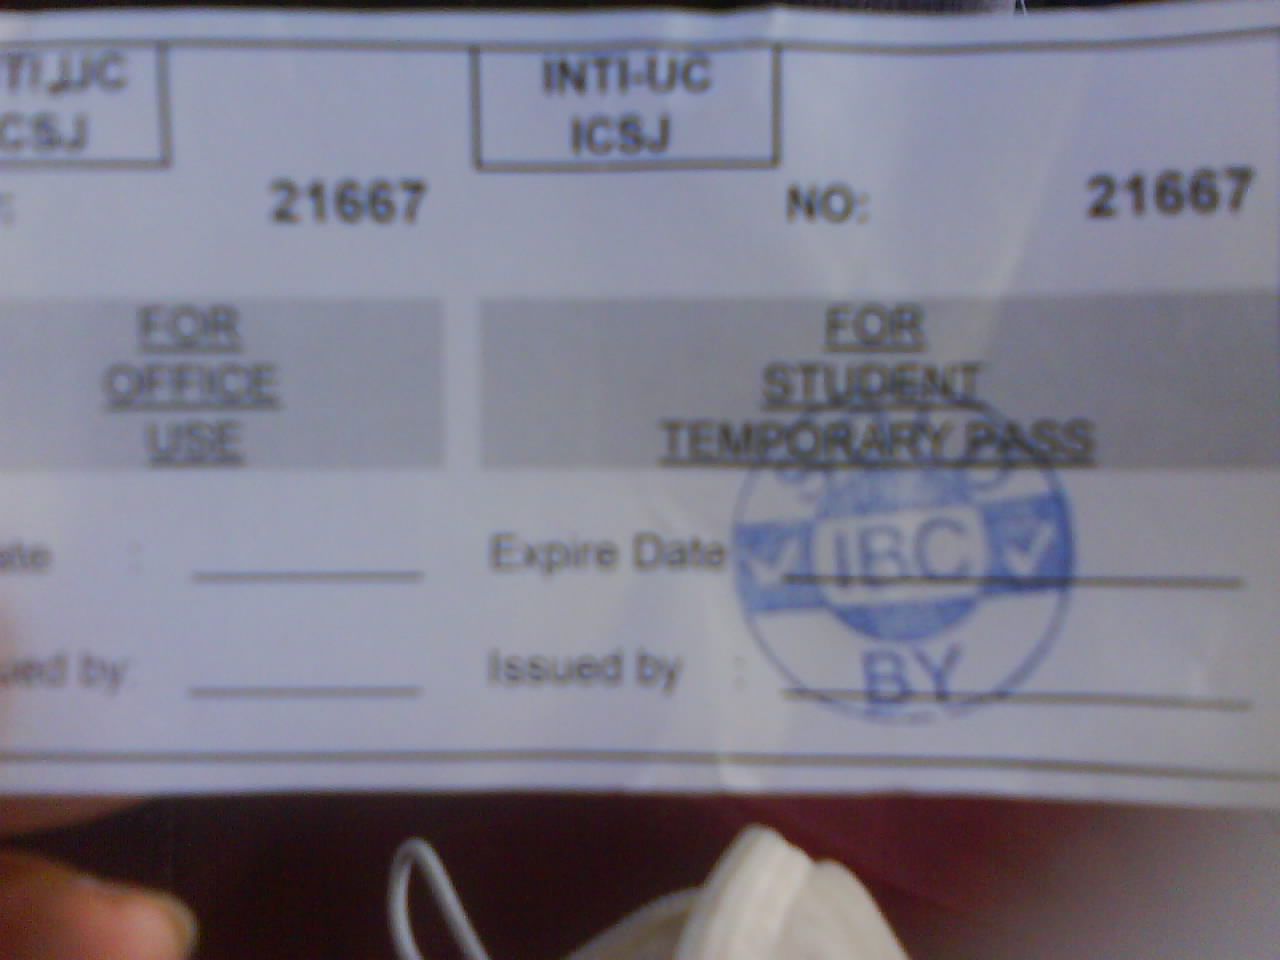 INTI-UC
ICSJ
21667
FOR
OFFICE
USE
INTI-UC
ICSJ
NO: 21667
FOR
STUDENT
TEMPORARY PASS
Expire Date
Issued by :
IBC
BY